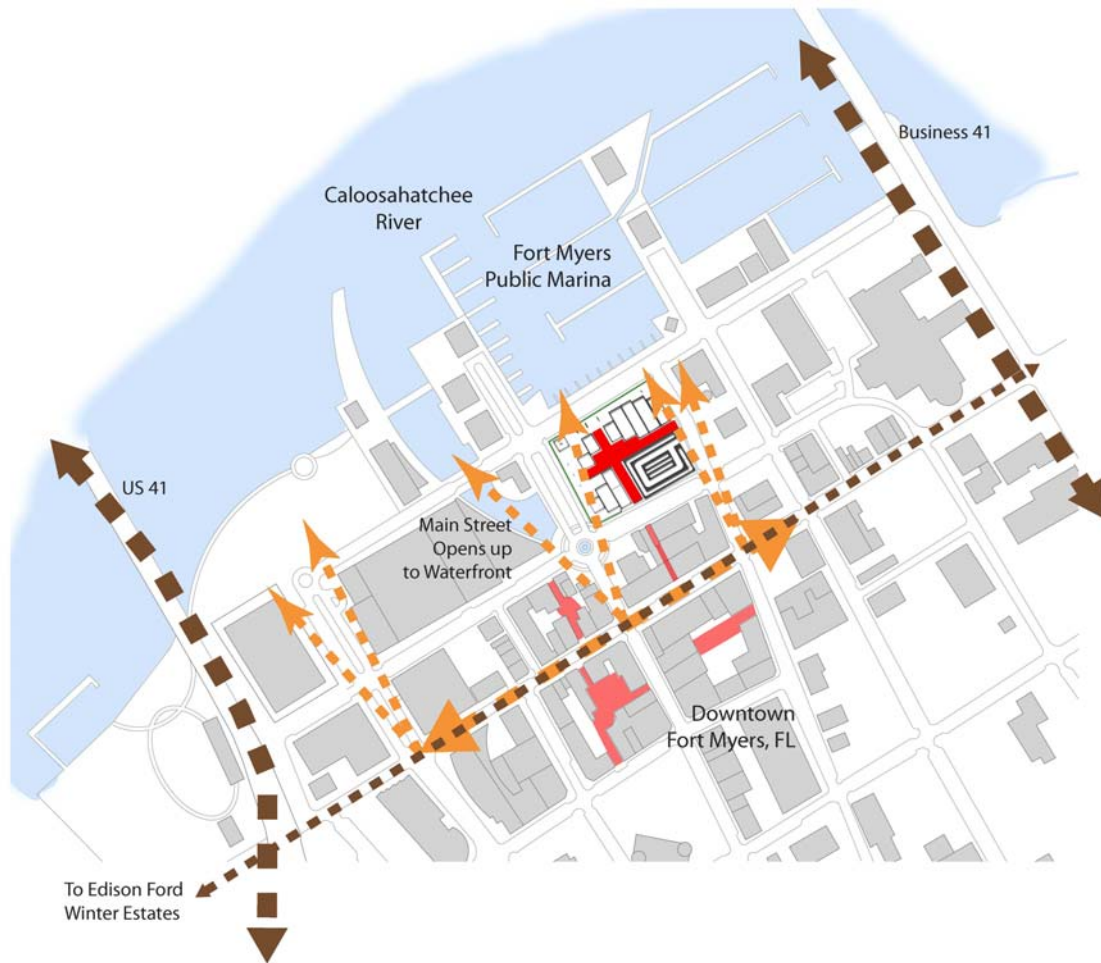 Business 41
Caloosahatchee
River
Fort Myers
Public Marina
US 41
Main Street
Opens up
to Waterfront
Downtown
Fort Myers, FL
To Edison Ford
Winter Estates